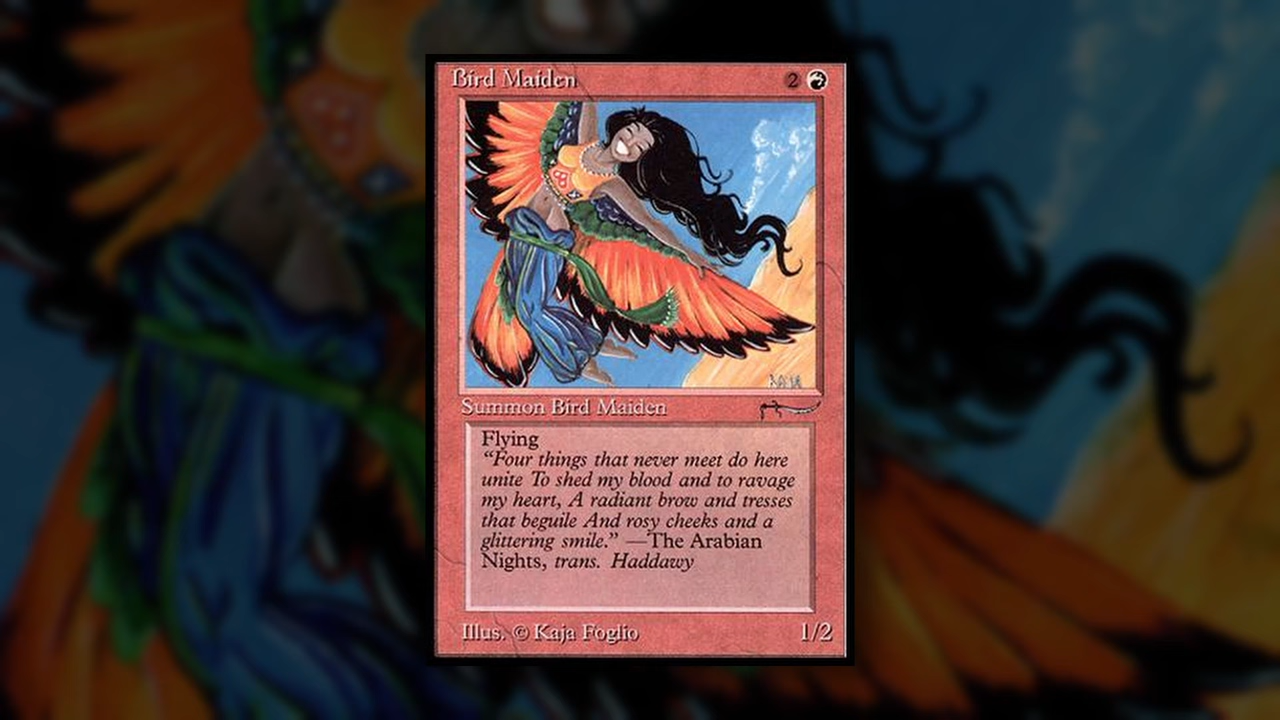 Bird Maiden 2
Summon Bird Maiden
Flying
“Four things that never meet do here
unite To shed my blood and to ravage
my heart, A radiant brow and tresses
that beguile And rosy cheeks and a
glittering smile.” —The Arabian
Nights, trans. Haddawy
Illus. © Kaja Foglio 1/2